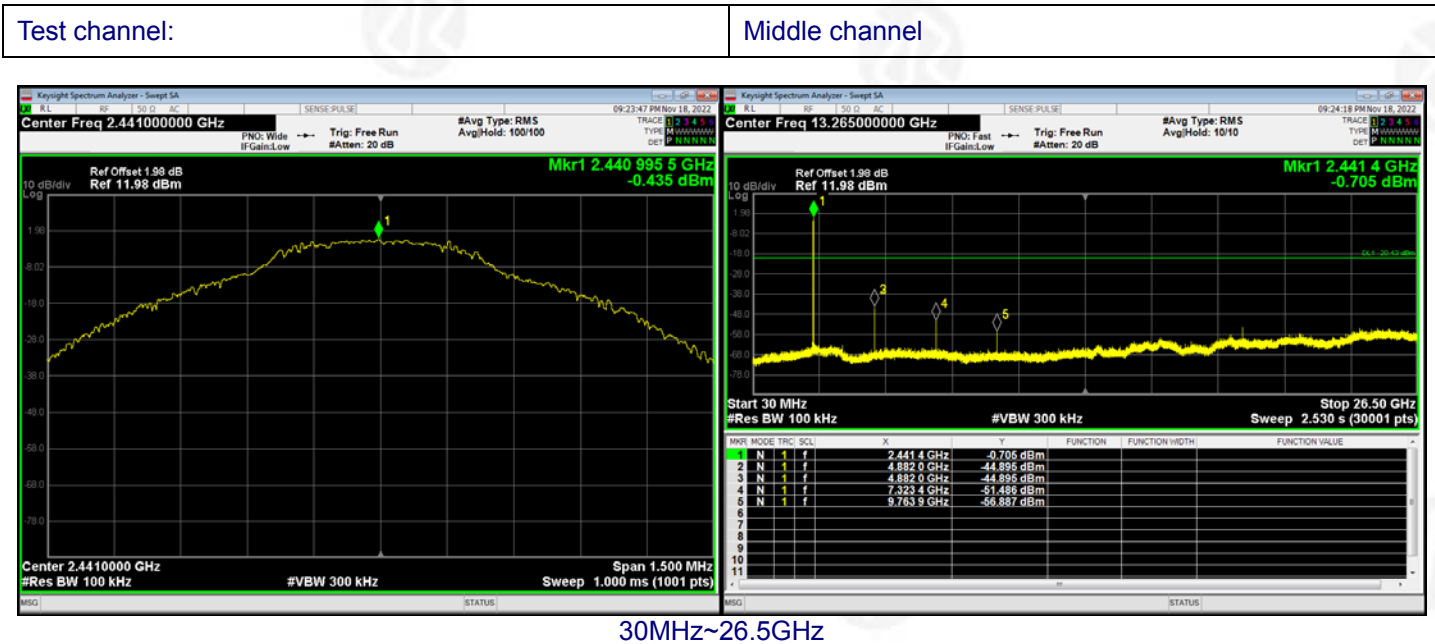 Test channel:
Middle channel
Keysight Spectrum Analyzer - Swept SA
RL RF 50 Ω AC SENSE:PULSE 09:23:47 PM Nov 18, 2022
Center Freq 2.441000000 GHz
PNO: Wide
IFGain:Low
Trig: Free Run
#Atten: 20 dB
#Avg Type: RMS
Avg|Hold: 100/100
TRACE 1 2 3 4 5 6
TYPE M WWWWW
DET P N N N N N
Mkr1 2.440 995 5 GHz
-0.435 dBm
Ref Offset 1.98 dB
10 dB/div Ref 11.98 dBm
Log
1
1.98
-8.02
-18.0
-28.0
-38.0
-48.0
-58.0
-68.0
-78.0
Center 2.4410000 GHz Span 1.500 MHz
#Res BW 100 kHz #VBW 300 kHz Sweep 1.000 ms (1001 pts)
MSG STATUS
Keysight Spectrum Analyzer - Swept SA
RL RF 50 Ω AC SENSE:PULSE 09:24:18 PM Nov 18, 2022
Center Freq 13.265000000 GHz
PNO: Fast
IFGain:Low
Trig: Free Run
#Atten: 20 dB
#Avg Type: RMS
Avg|Hold: 10/10
TRACE 1 2 3 4 5 6
TYPE M WWWWW
DET P N N N N N
Mkr1 2.441 4 GHz
-0.705 dBm
Ref Offset 1.98 dB
10 dB/div Ref 11.98 dBm
Log
1
1.98
-8.02
-18.0
DL1 -20.43 dBm
-28.0
3
-38.0
4
-48.0
5
-58.0
-68.0
-78.0
Start 30 MHz Stop 26.50 GHz
#Res BW 100 kHz #VBW 300 kHz Sweep 2.530 s (30001 pts)
MKR MODE TRC SCL X Y FUNCTION FUNCTION WIDTH FUNCTION VALUE
1 N 1 f 2.441 4 GHz -0.705 dBm
2 N 1 f 4.882 0 GHz -44.895 dBm
3 N 1 f 4.882 0 GHz -44.895 dBm
4 N 1 f 7.323 4 GHz -51.486 dBm
5 N 1 f 9.763 9 GHz -56.887 dBm
6
7
8
9
10
11
MSG STATUS
30MHz~26.5GHz